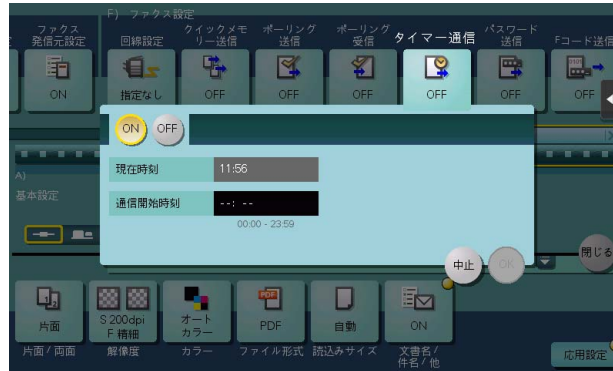 F) ファクス設定
ファクス
発信元設定
回線設定
クイックメモ
リー送信
ポーリング
送信
ポーリング
受信
タイマー通信
パスワード
送信
Fコード送信
ON
指定なし
OFF
OFF
OFF
OFF
OFF
OFF
ON
OFF
現在時刻
11:56
通信開始時刻
--: --
00:00 - 23:59
A)
基本設定
中止
OK
閉じる
片面
S 200dpi
F 精細
オート
カラー
PDF
自動
ON
片面 / 両面
解像度
カラー
ファイル形式
読込みサイズ
文書名 /
件名 / 他
応用設定